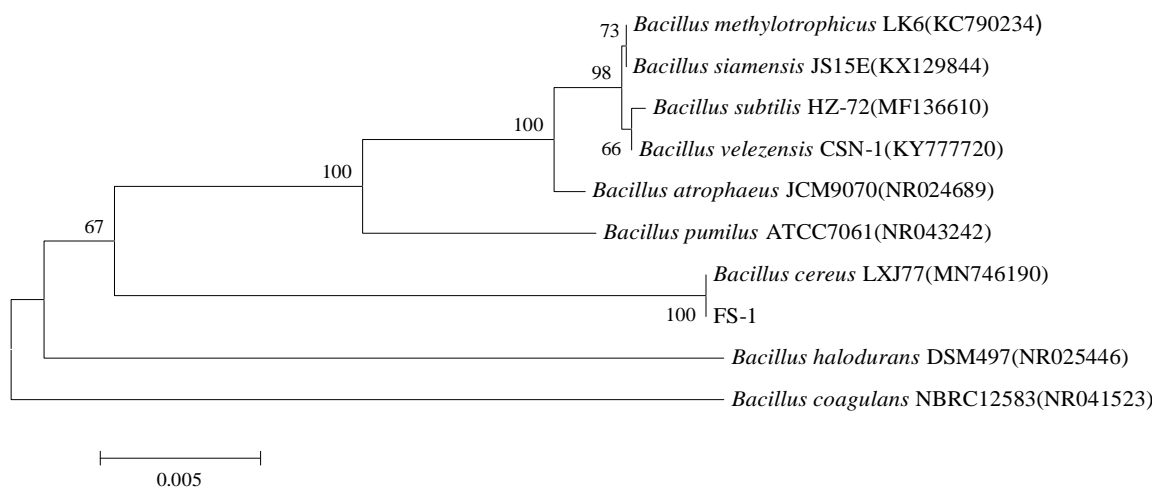 73
Bacillus methylotrophicus LK6(KC790234)
98
Bacillus siamensis JS15E(KX129844)
Bacillus subtilis HZ-72(MF136610)
100
66
Bacillus velezensis CSN-1(KY777720)
100
Bacillus atrophaeus JCM9070(NR024689)
67
Bacillus pumilus ATCC7061(NR043242)
Bacillus cereus LXJ77(MN746190)
100
FS-1
Bacillus halodurans DSM497(NR025446)
Bacillus coagulans NBRC12583(NR041523)
0.005